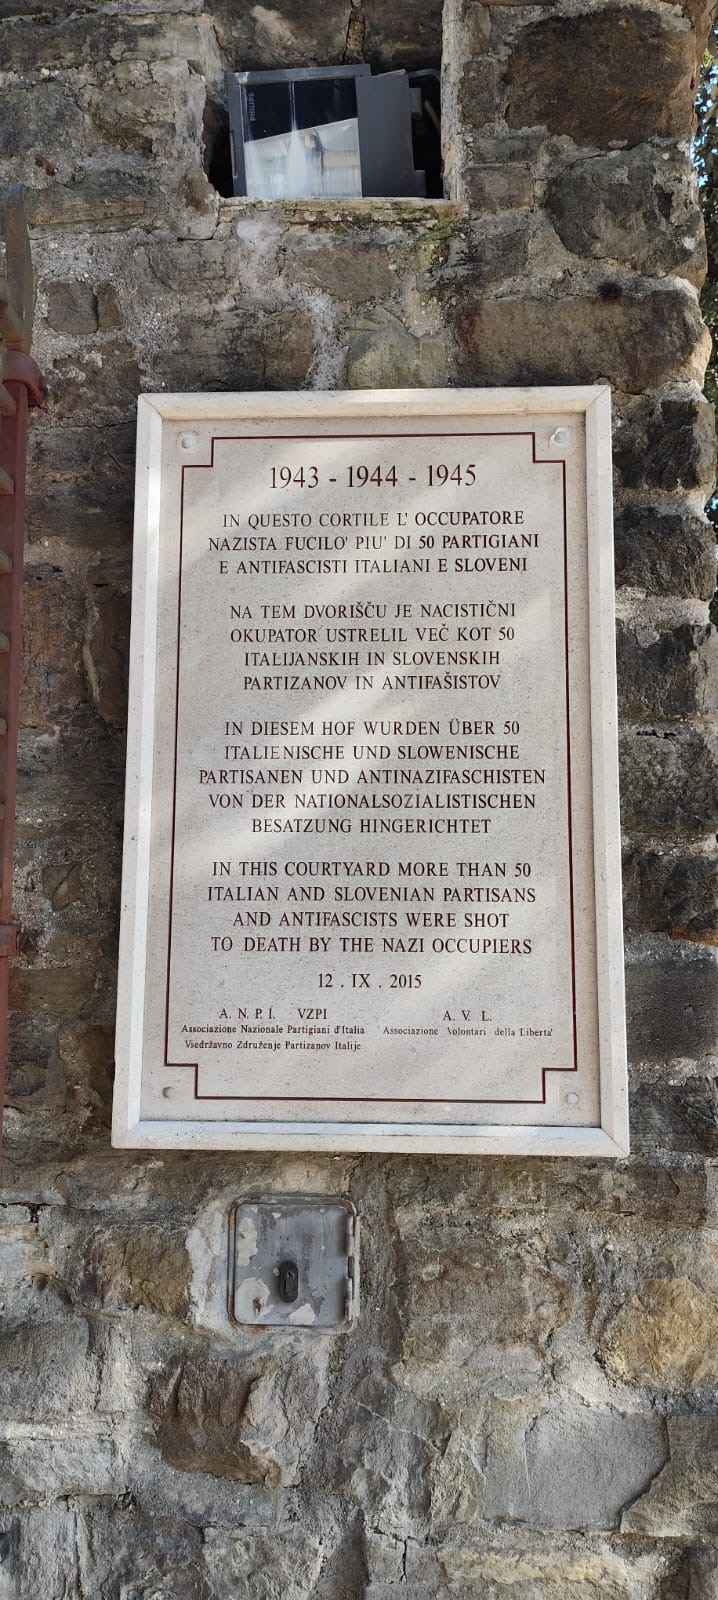 PHILIPS
1943 - 1944 - 1945
IN QUESTO CORTILE L' OCCUPATORE
NAZISTA FUCILO' PIU' DI 50 PARTIGIANI
E ANTIFASCISTI ITALIANI E SLOVENI
NA TEM DVORIŠČU JE NACISTIČNI
OKUPATOR USTRELIL VEČ KOT 50
ITALIJANSKIH IN SLOVENSKIH
PARTIZANOV IN ANTIFAŠISTOV
IN DIESEM HOF WURDEN ÜBER 50
ITALIENISCHE UND SLOWENISCHE
PARTISANEN UND ANTINAZIFASCHISTEN
VON DER NATIONALSOZIALISTISCHEN
BESATZUNG HINGERICHTET
IN THIS COURTYARD MORE THAN 50
ITALIAN AND SLOVENIAN PARTISANS
AND ANTIFASCISTS WERE SHOT
TO DEATH BY THE NAZI OCCUPIERS
12 . IX . 2015
A. N. P. I. VZPI
Associazione Nazionale Partigiani d'Italia
Vsedržavno Združenje Partizanov Italije
A. V. L.
Associazione Volontari della Liberta'